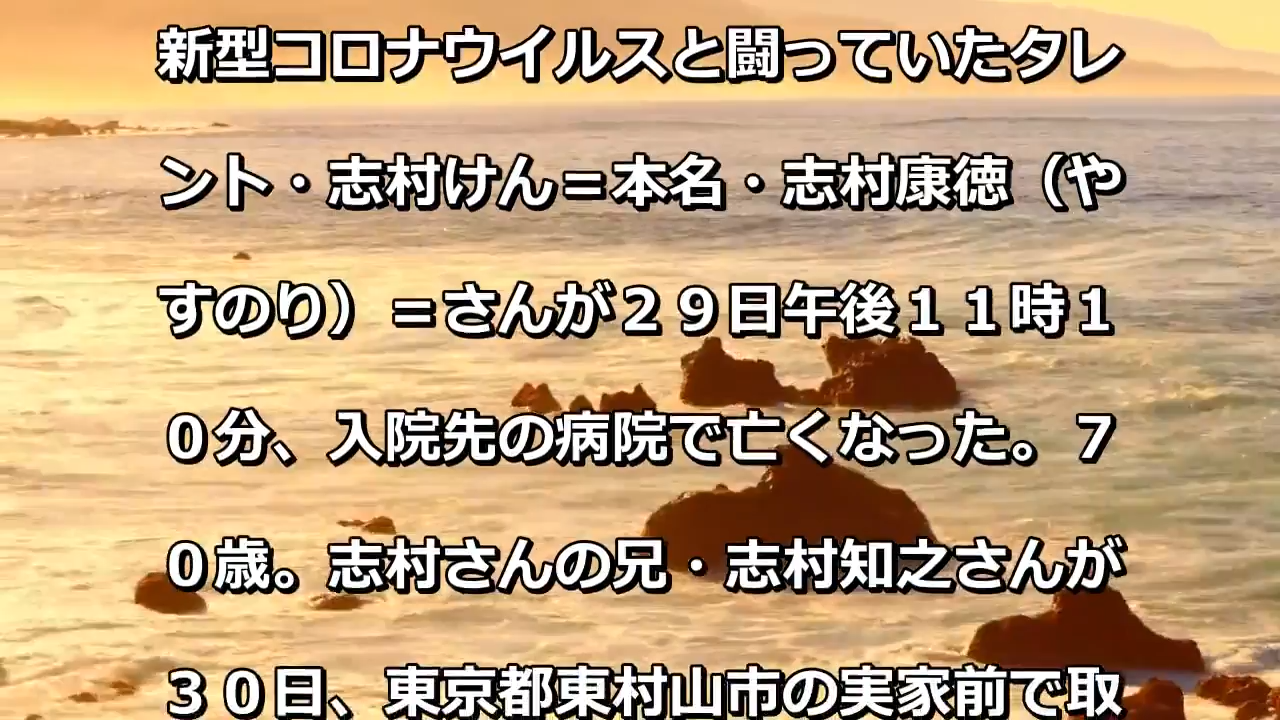 新型コロナウイルスと闘っていたタレ
ント・志村けん＝本名・志村康徳（や
すのり）＝さんが２９日午後１１時１
０分、入院先の病院で亡くなった。７
０歳。志村さんの兄・志村知之さんが
３０日、東京都東村山市の実家前で取